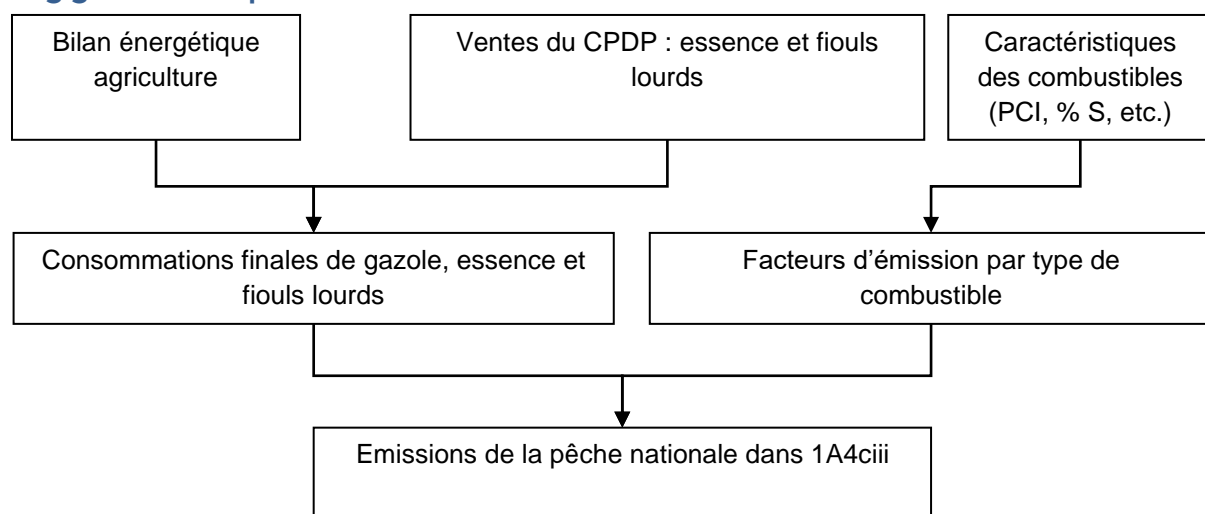 Bilan énergétique
agriculture
Ventes du CPDP : essence et fiouls
lourds
Caractéristiques
des combustibles
(PCI, % S, etc.)
Consommations finales de gazole, essence et
fiouls lourds
Facteurs d’émission par type de
combustible
Emissions de la pêche nationale dans 1A4ciii